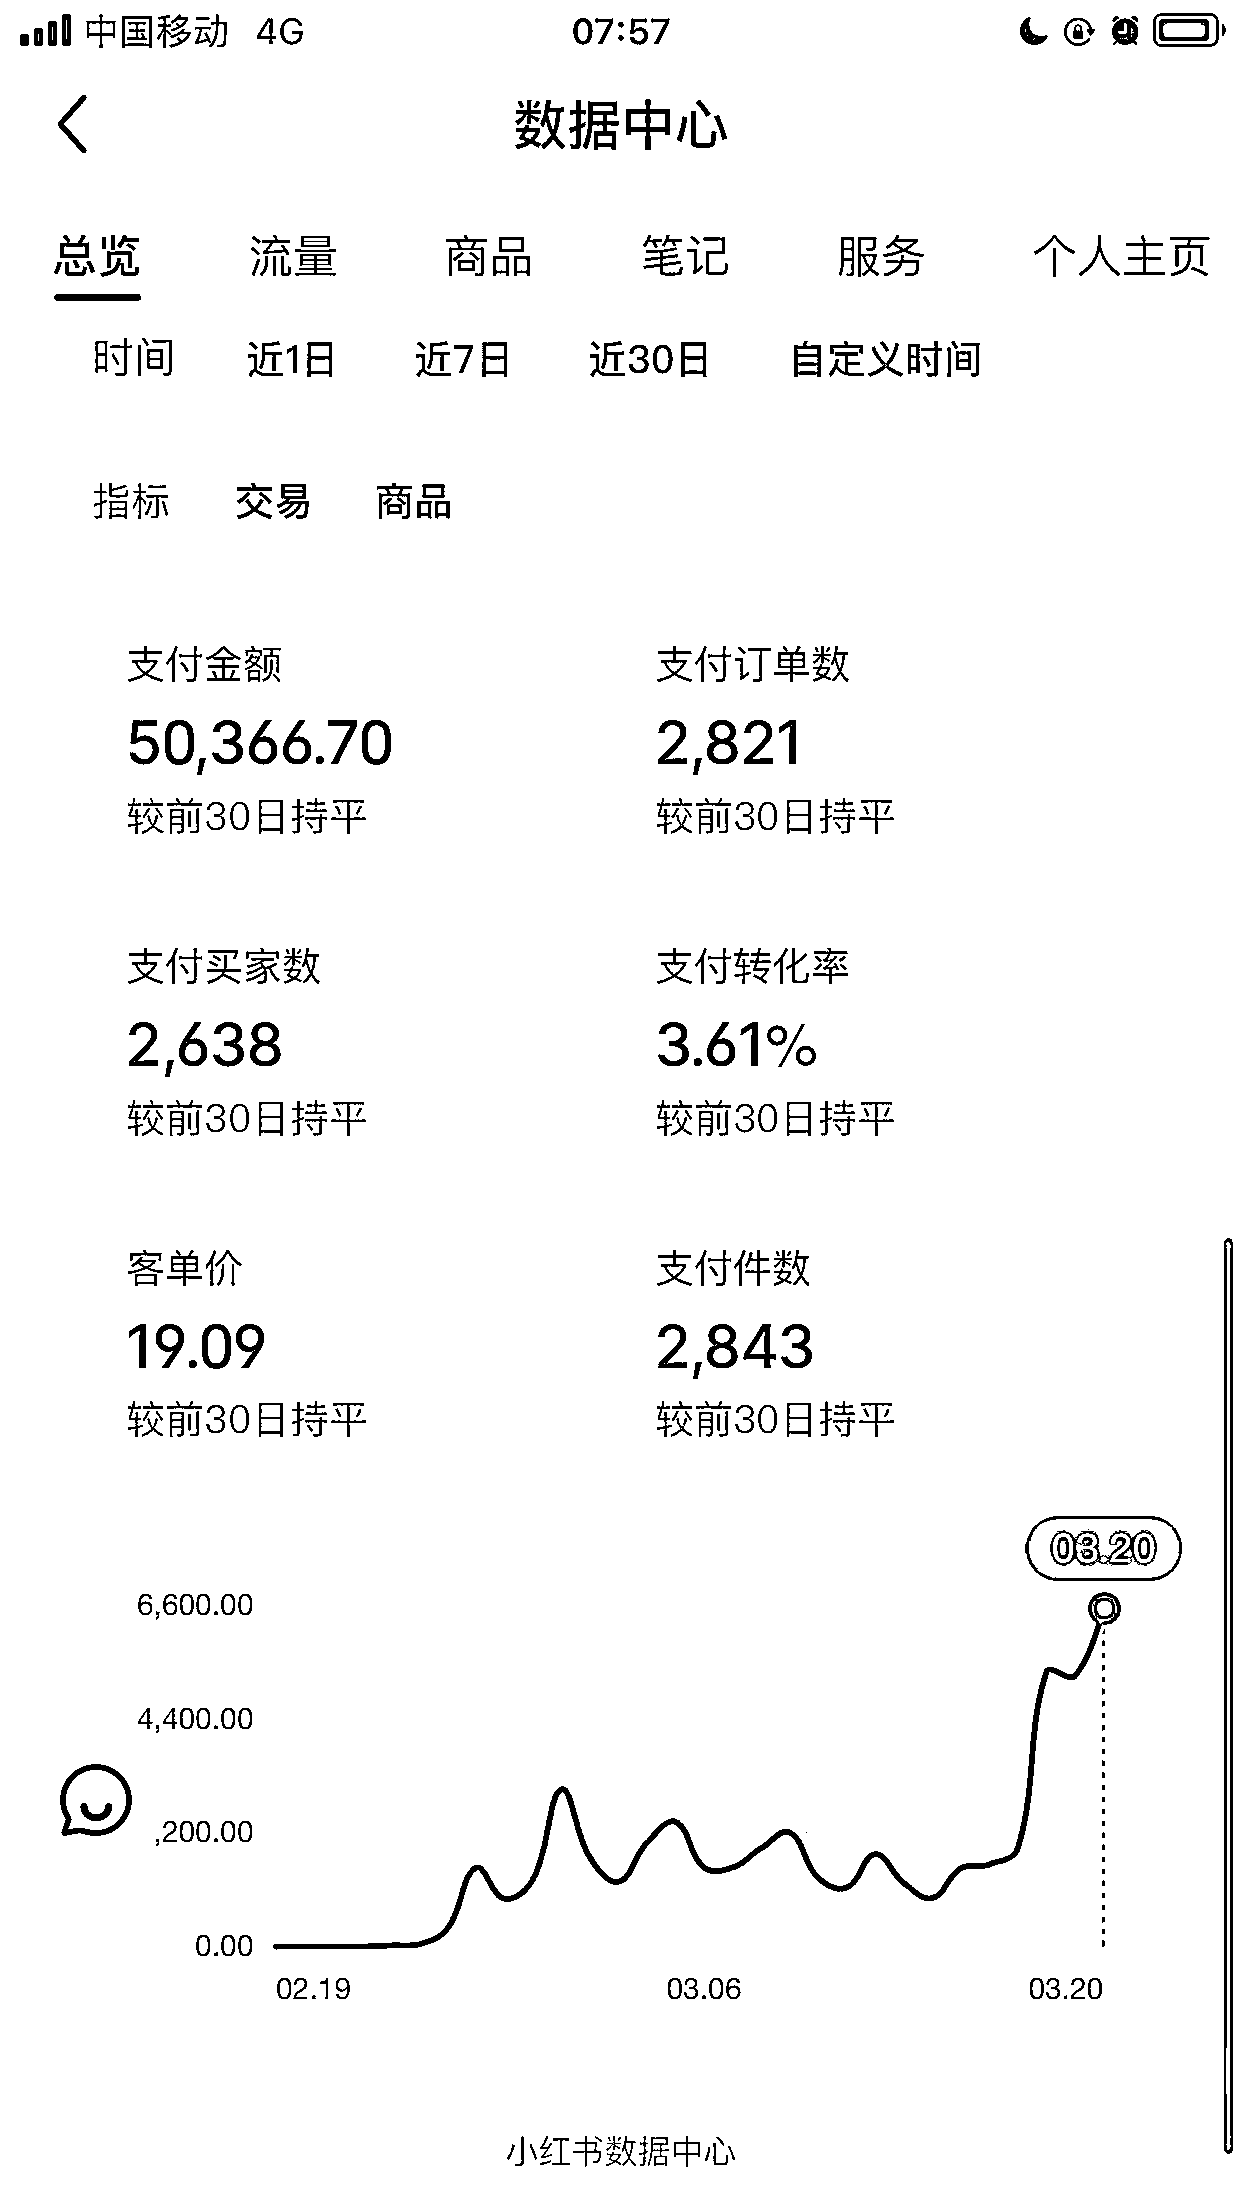 中国移动 4G 07:57
数据中心
总览 流量 商品 笔记 服务 个人主页
时间 近1日 近7日 近30日 自定义时间
指标 交易 商品
支付金额 支付订单数
50,366.70 2,821
较前30日持平 较前30日持平
支付买家数 支付转化率
2,638 3.61%
较前30日持平 较前30日持平
客单价 支付件数
19.09 2,843
较前30日持平 较前30日持平
03.20
6,600.00
4,400.00
,200.00
0.00
02.19 03.06 03.20
小红书数据中心